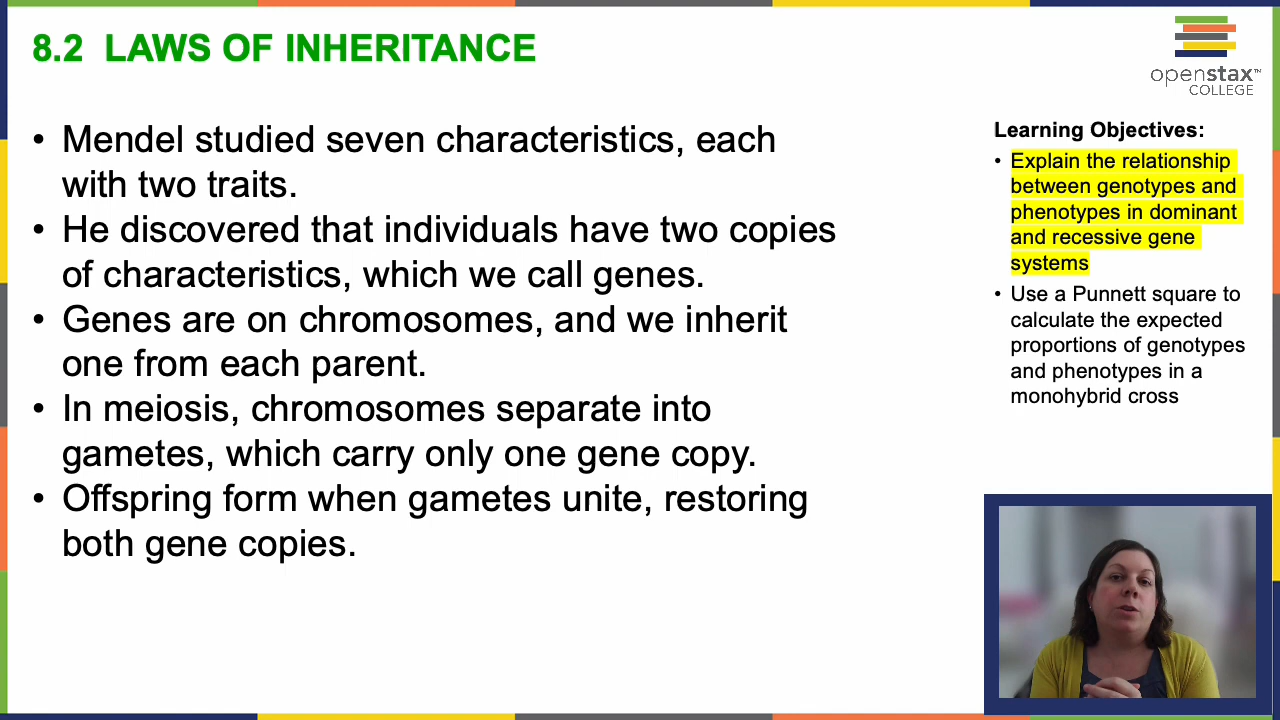 8.2 LAWS OF INHERITANCE
openstax™
COLLEGE
• Mendel studied seven characteristics, each
with two traits.
• He discovered that individuals have two copies
of characteristics, which we call genes.
• Genes are on chromosomes, and we inherit
one from each parent.
• In meiosis, chromosomes separate into
gametes, which carry only one gene copy.
• Offspring form when gametes unite, restoring
both gene copies.
Learning Objectives:
• Explain the relationship
between genotypes and
phenotypes in dominant
and recessive gene
systems
• Use a Punnett square to
calculate the expected
proportions of genotypes
and phenotypes in a
monohybrid cross